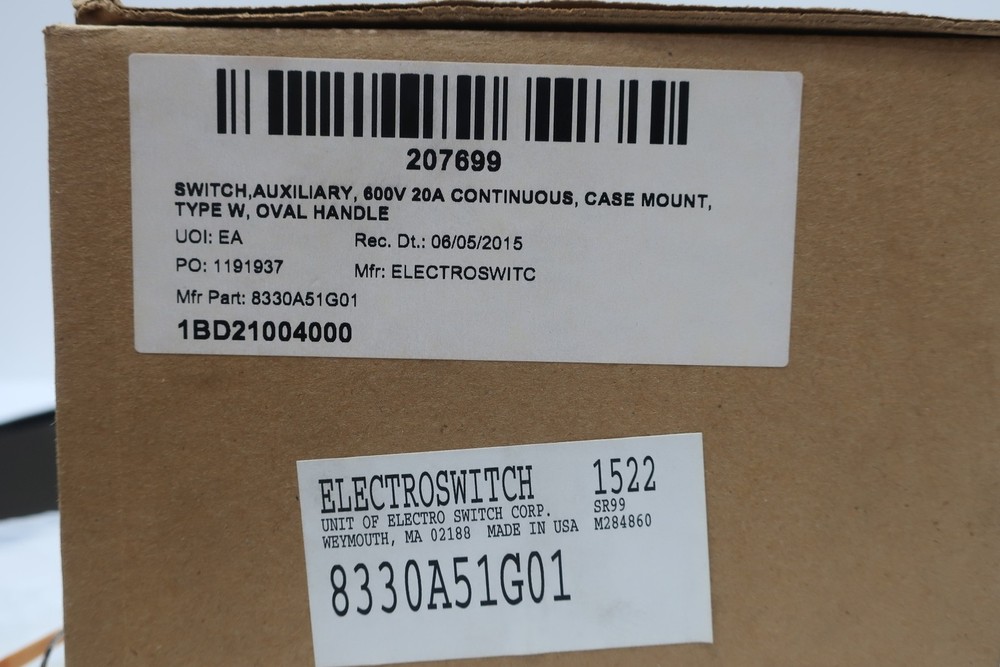 207699
SWITCH,AUXILIARY, 600V 20A CONTINUOUS, CASE MOUNT,
TYPE W, OVAL HANDLE
UOI: EA Rec. Dt.: 06/05/2015
PO: 1191937 Mfr: ELECTROSWITC
Mfr Part: 8330A51G01
1BD21004000
ELECTROSWITCH 1522
UNIT OF ELECTRO SWITCH CORP. SR99
WEYMOUTH, MA 02188 MADE IN USA M284860
8330A51G01